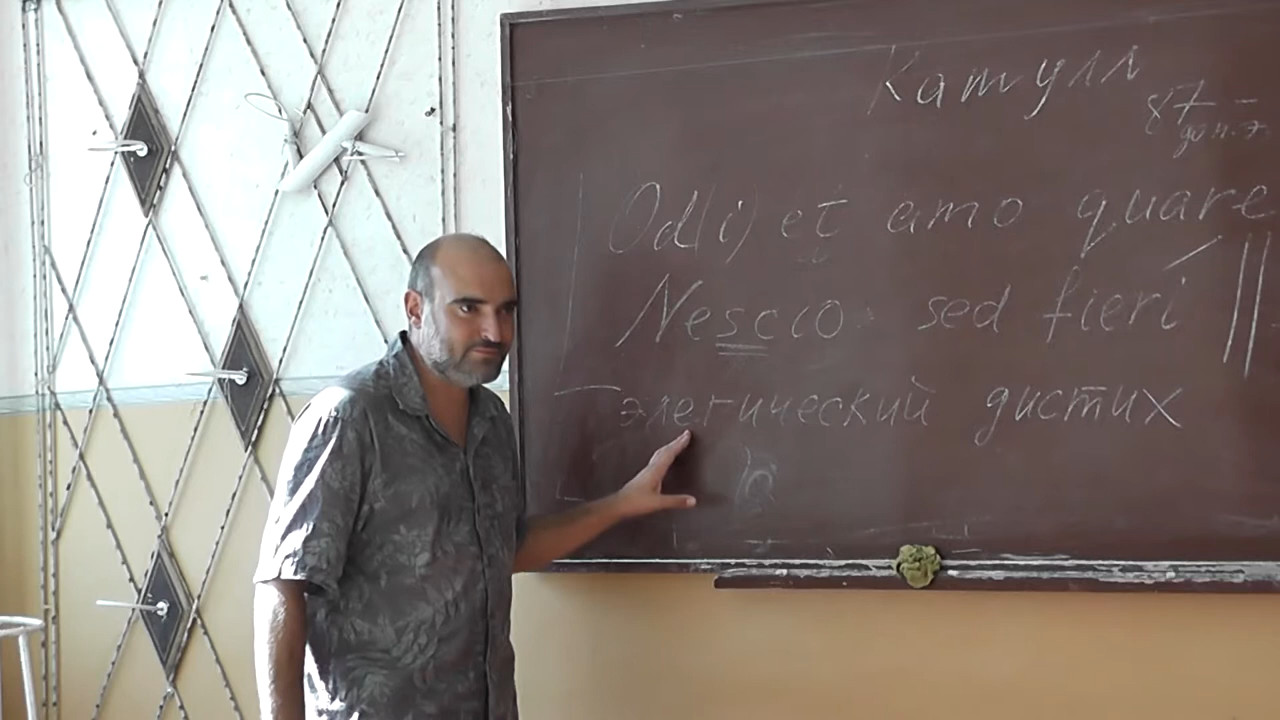 Катулл
87 –
до н. э
Od(i) et amo quare
Nescio sed fieri ||
элегический дистих